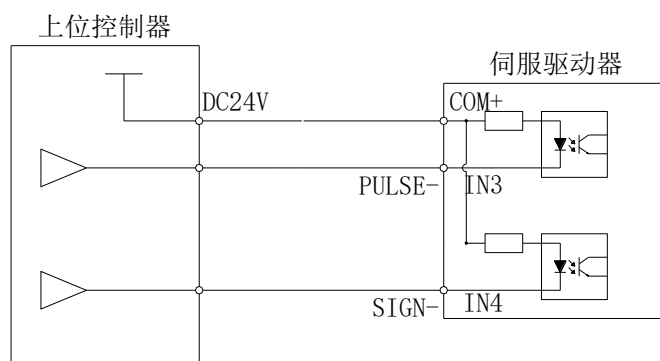 上位控制器
伺服驱动器
DC24V
COM+
PULSE-
IN3
SIGN-
IN4